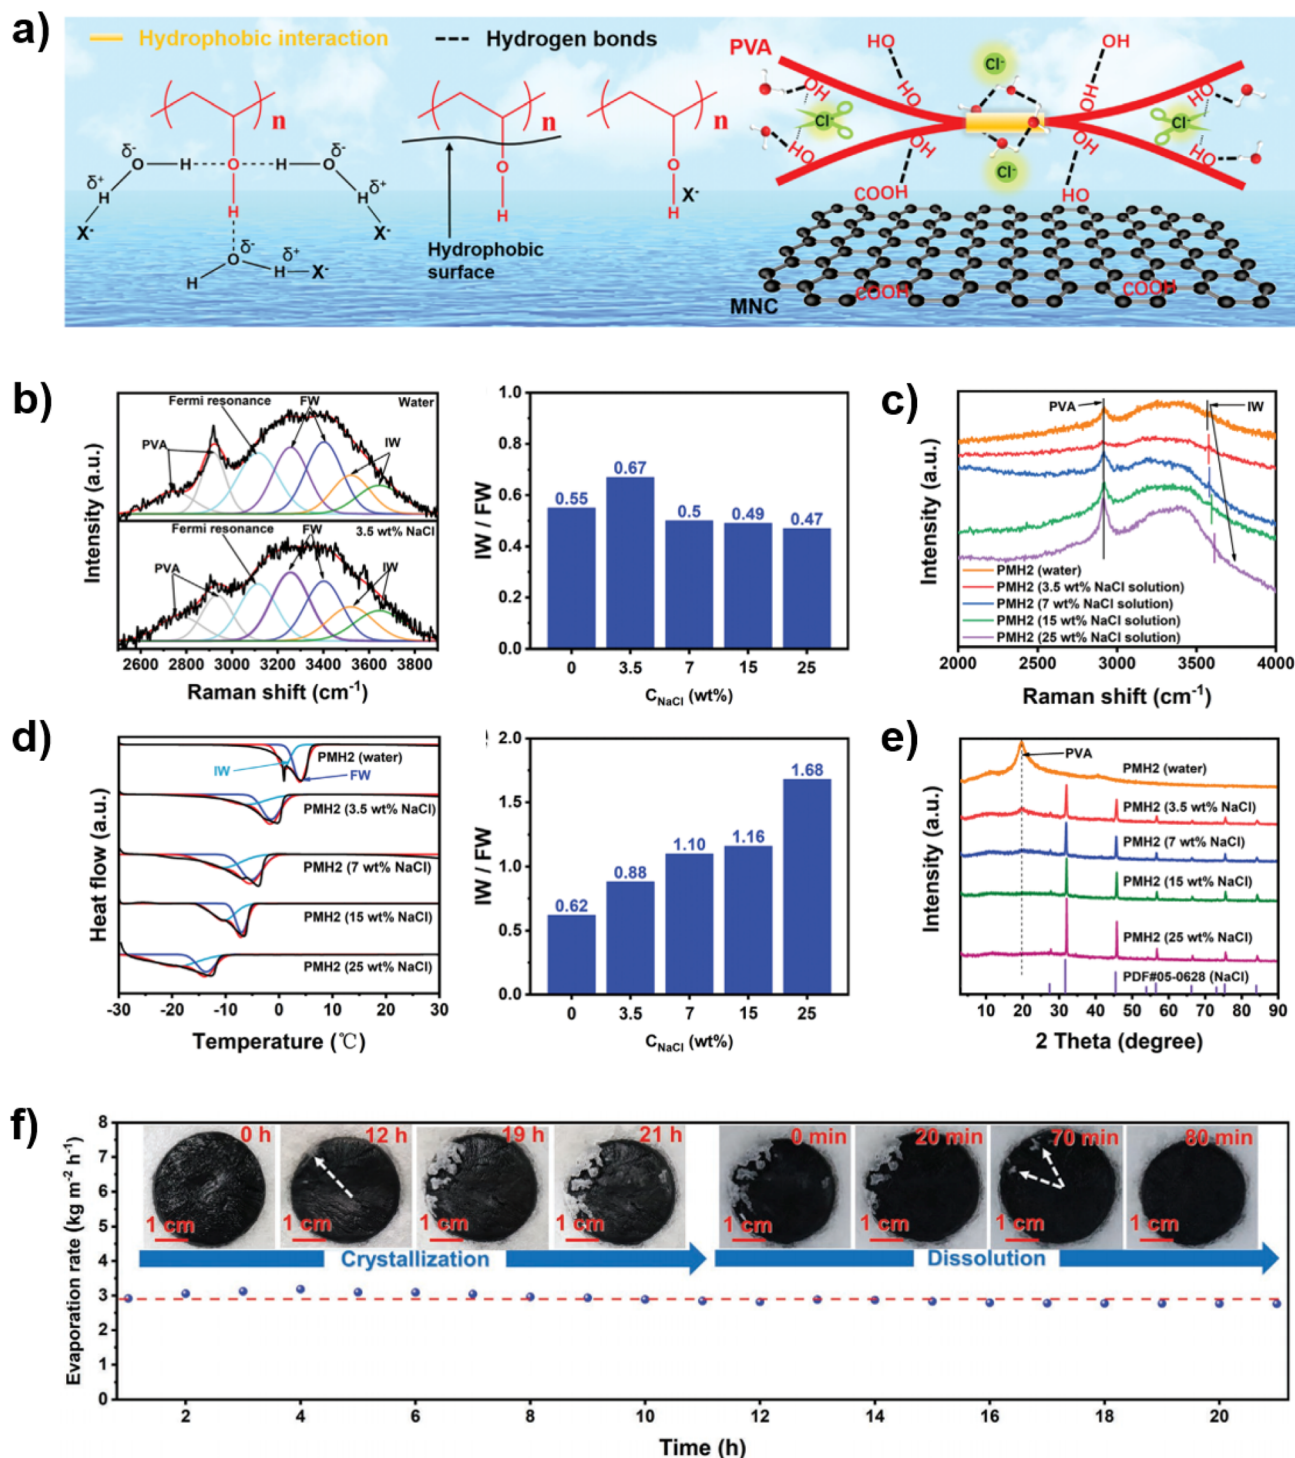 a)
Hydrophobic interaction
Hydrogen bonds
n
O
H
δ-
O
H
H
O
δ-
δ+
H
X-
H
δ+
X-
δ-
O
H
H
δ+
X-
n
O
H
Hydrophobic
surface
n
O
H
X-
PVA
HO
OH
Cl-
OH
HO
OH
HO
Cl-
Cl-
HO
OH
OH
Cl-
HO
COOH
HO
COOH
COOH
MNC
b)
Fermi resonance
FW
Water
PVA
IW
Fermi resonance
FW
3.5 wt% NaCl
PVA
IW
Intensity (a.u.)
2600 2800 3000 3200 3400 3600 3800
Raman shift (cm-1)
1.0
0.8
0.6
0.4
0.2
0.0
IW / FW
0.55
0.67
0.5
0.49
0.47
0 3.5 7 15 25
CNaCl (wt%)
c)
PVA
IW
Intensity (a.u.)
PMH2 (water)
PMH2 (3.5 wt% NaCl solution)
PMH2 (7 wt% NaCl solution)
PMH2 (15 wt% NaCl solution)
PMH2 (25 wt% NaCl solution)
2000 2500 3000 3500 4000
Raman shift (cm-1)
d)
PMH2 (water)
IW
FW
PMH2 (3.5 wt% NaCl)
PMH2 (7 wt% NaCl)
PMH2 (15 wt% NaCl)
PMH2 (25 wt% NaCl)
Heat flow (a.u.)
-30 -20 -10 0 10 20 30
Temperature (℃)
2.0
1.5
1.0
0.5
0.0
IW / FW
0.62
0.88
1.10
1.16
1.68
0 3.5 7 15 25
CNaCl (wt%)
e)
PVA
PMH2 (water)
PMH2 (3.5 wt% NaCl)
PMH2 (7 wt% NaCl)
PMH2 (15 wt% NaCl)
PMH2 (25 wt% NaCl)
PDF#05-0628 (NaCl)
Intensity (a.u.)
10 20 30 40 50 60 70 80 90
2 Theta (degree)
f)
8
7
6
5
4
3
2
1
0
Evaporation rate (kg m-2 h-1)
0 h
12 h
19 h
21 h
0 min
20 min
70 min
80 min
1 cm
1 cm
1 cm
1 cm
1 cm
1 cm
1 cm
1 cm
Crystallization
Dissolution
2 4 6 8 10 12 14 16 18 20
Time (h)